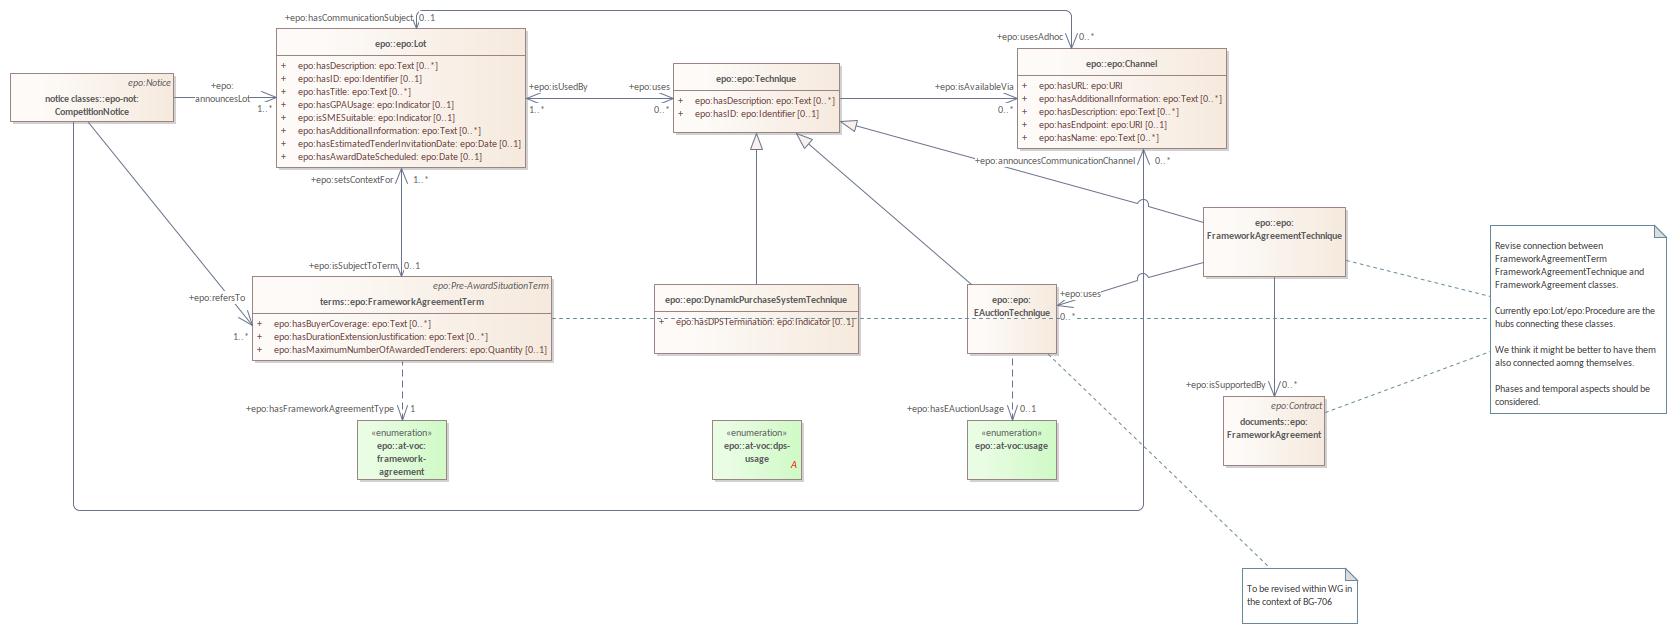 +epo:hasCommunicationSubject
0..1
epo::epo:Lot
+ epo:hasDescription: epo:Text [0..*]
+ epo:hasID: epo:Identifier [0..1]
+ epo:hasTitle: epo:Text [0..*]
+ epo:hasGPAUsage: epo:Indicator [0..1]
+ epo:isSMESuitable: epo:Indicator [0..1]
+ epo:hasAdditionalInformation: epo:Text [0..*]
+ epo:hasEstimatedTenderInvitationDate: epo:Date [0..1]
+ epo:hasAwardDateScheduled: epo:Date [0..1]
epo:Notice
notice classes::epo-not:
CompetitionNotice
+epo:
announcesLot
1..*
+epo:isUsedBy
1..*
+epo:uses
0..*
epo::epo:Technique
+ epo:hasDescription: epo:Text [0..*]
+ epo:hasID: epo:Identifier [0..1]
+epo:isAvailableVia
0..*
+epo:usesAdhoc
0..*
epo::epo:Channel
+ epo:hasURL: epo:URI
+ epo:hasAdditionalInformation: epo:Text [0..*]
+ epo:hasDescription: epo:Text [0..*]
+ epo:hasEndpoint: epo:URI [0..1]
+ epo:hasName: epo:Text [0..*]
+epo:announcesCommunicationChannel
0..*
+epo:setsContextFor
1..*
+epo:isSubjectToTerm
0..1
+epo:refersTo
1..*
epo:Pre-AwardSituationTerm
terms::epo:FrameworkAgreementTerm
+ epo:hasBuyerCoverage: epo:Text [0..*]
+ epo:hasDurationExtensionJustification: epo:Text [0..*]
+ epo:hasMaximumNumberOfAwardedTenderers: epo:Quantity [0..1]
epo::epo:DynamicPurchaseSystemTechnique
+ epo:hasDPSTermination: epo:Indicator [0..1]
epo::epo:
EAuctionTechnique
+epo:uses
0..*
epo::epo:
FrameworkAgreementTechnique
Revise connection between
FrameworkAgreementTerm
FrameworkAgreementTechnique and
FrameworkAgreement classes.
Currently epo:Lot/epo:Procedure are the
hubs connecting these classes.
We think it might be better to have them
also connected aomng themselves.
Phases and temporal aspects should be
considered.
+epo:isSupportedBy
0..*
epo:Contract
documents::epo:
FrameworkAgreement
+epo:hasFrameworkAgreementType
1
«enumeration»
epo::at-voc:
framework-
agreement
«enumeration»
epo::at-voc:dps-
usage
A
+epo:hasEAuctionUsage
0..1
«enumeration»
epo::at-voc:usage
To be revised within WG in
the context of BG-706